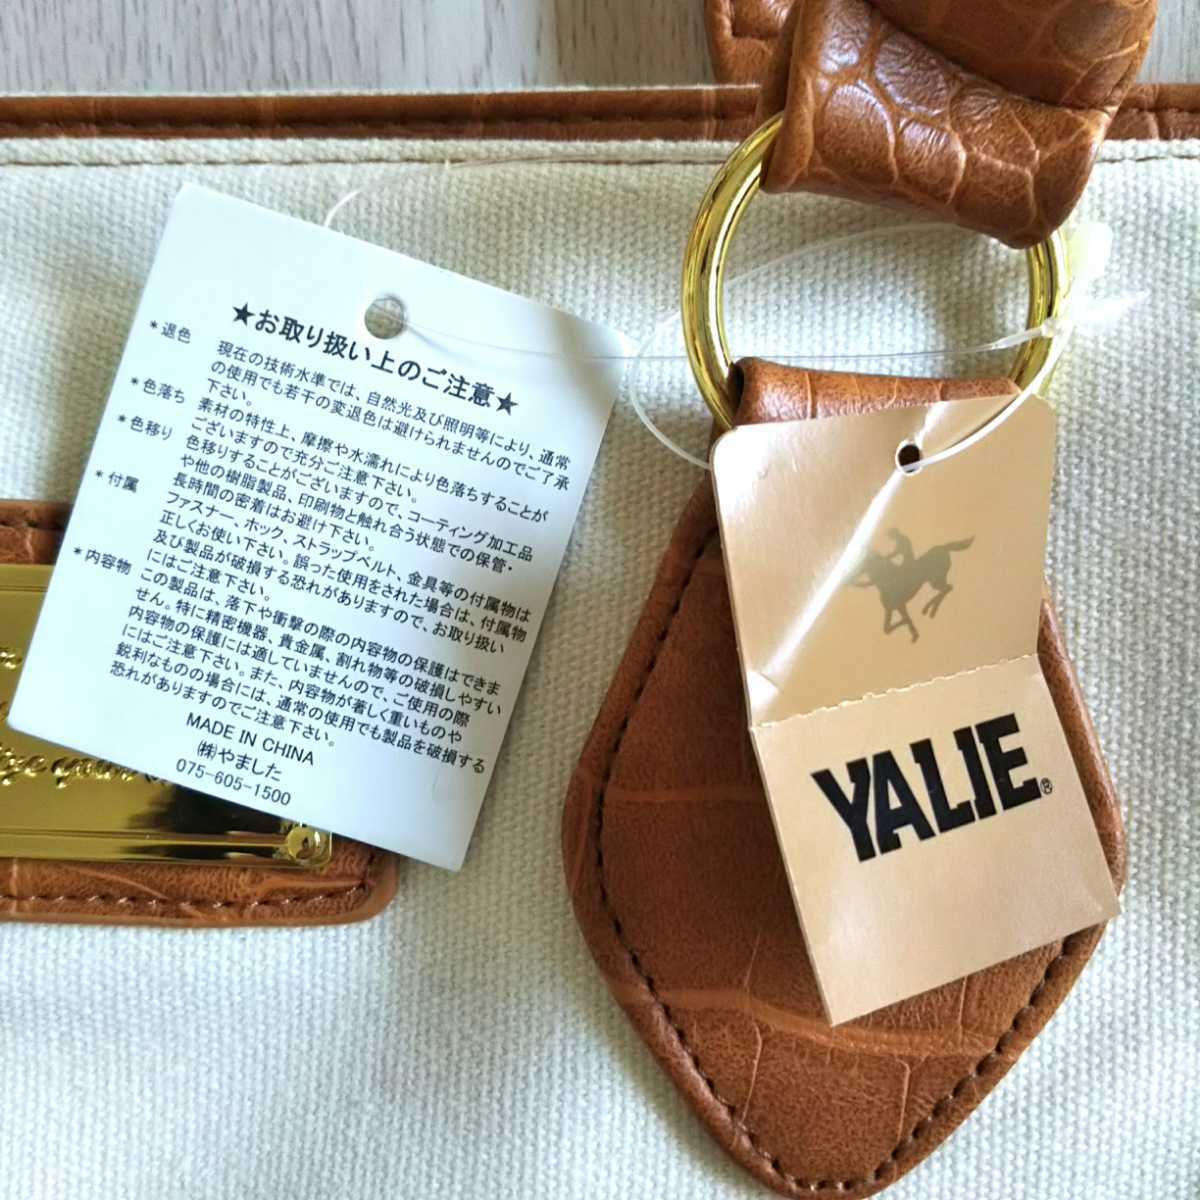 ★お取り扱い上のご注意★
*退色 現在の技術水準では、自然光及び照明等により、通常
の使用でも若干の変退色は避けられませんのでご了承
下さい。
*色落ち 素材の特性上、摩擦や水濡れにより色落ちすることが
ございますので充分ご注意下さい。
*色移り 色移りすることがございますので、コーティング加工品
や他の樹脂製品、印刷物と触れ合う状態での保管・
長時間の密着はお避け下さい。
*付属 ファスナー、ホック、ストラップベルト、金具等の付属物は
正しくお使い下さい。誤った使用をされた場合は、付属物
及び製品が破損する恐れがありますので、お取り扱い
にはご注意下さい。
*内容物 この製品は、落下や衝撃の際の内容物の保護はできま
せん。特に精密機器、貴金属、割れ物等の破損しやすい
内容物の保護には適していませんので、ご使用の際
にはご注意下さい。また、内容物が著しく重いものや
鋭利なものの場合には、通常の使用でも製品を破損する
恐れがありますのでご注意下さい。
MADE IN CHINA
㈱やました
075-605-1500
YALIE®